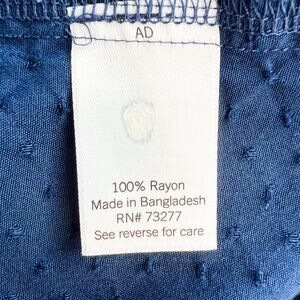 AD
100% Rayon
Made in Bangladesh
RN# 73277
See reverse for care